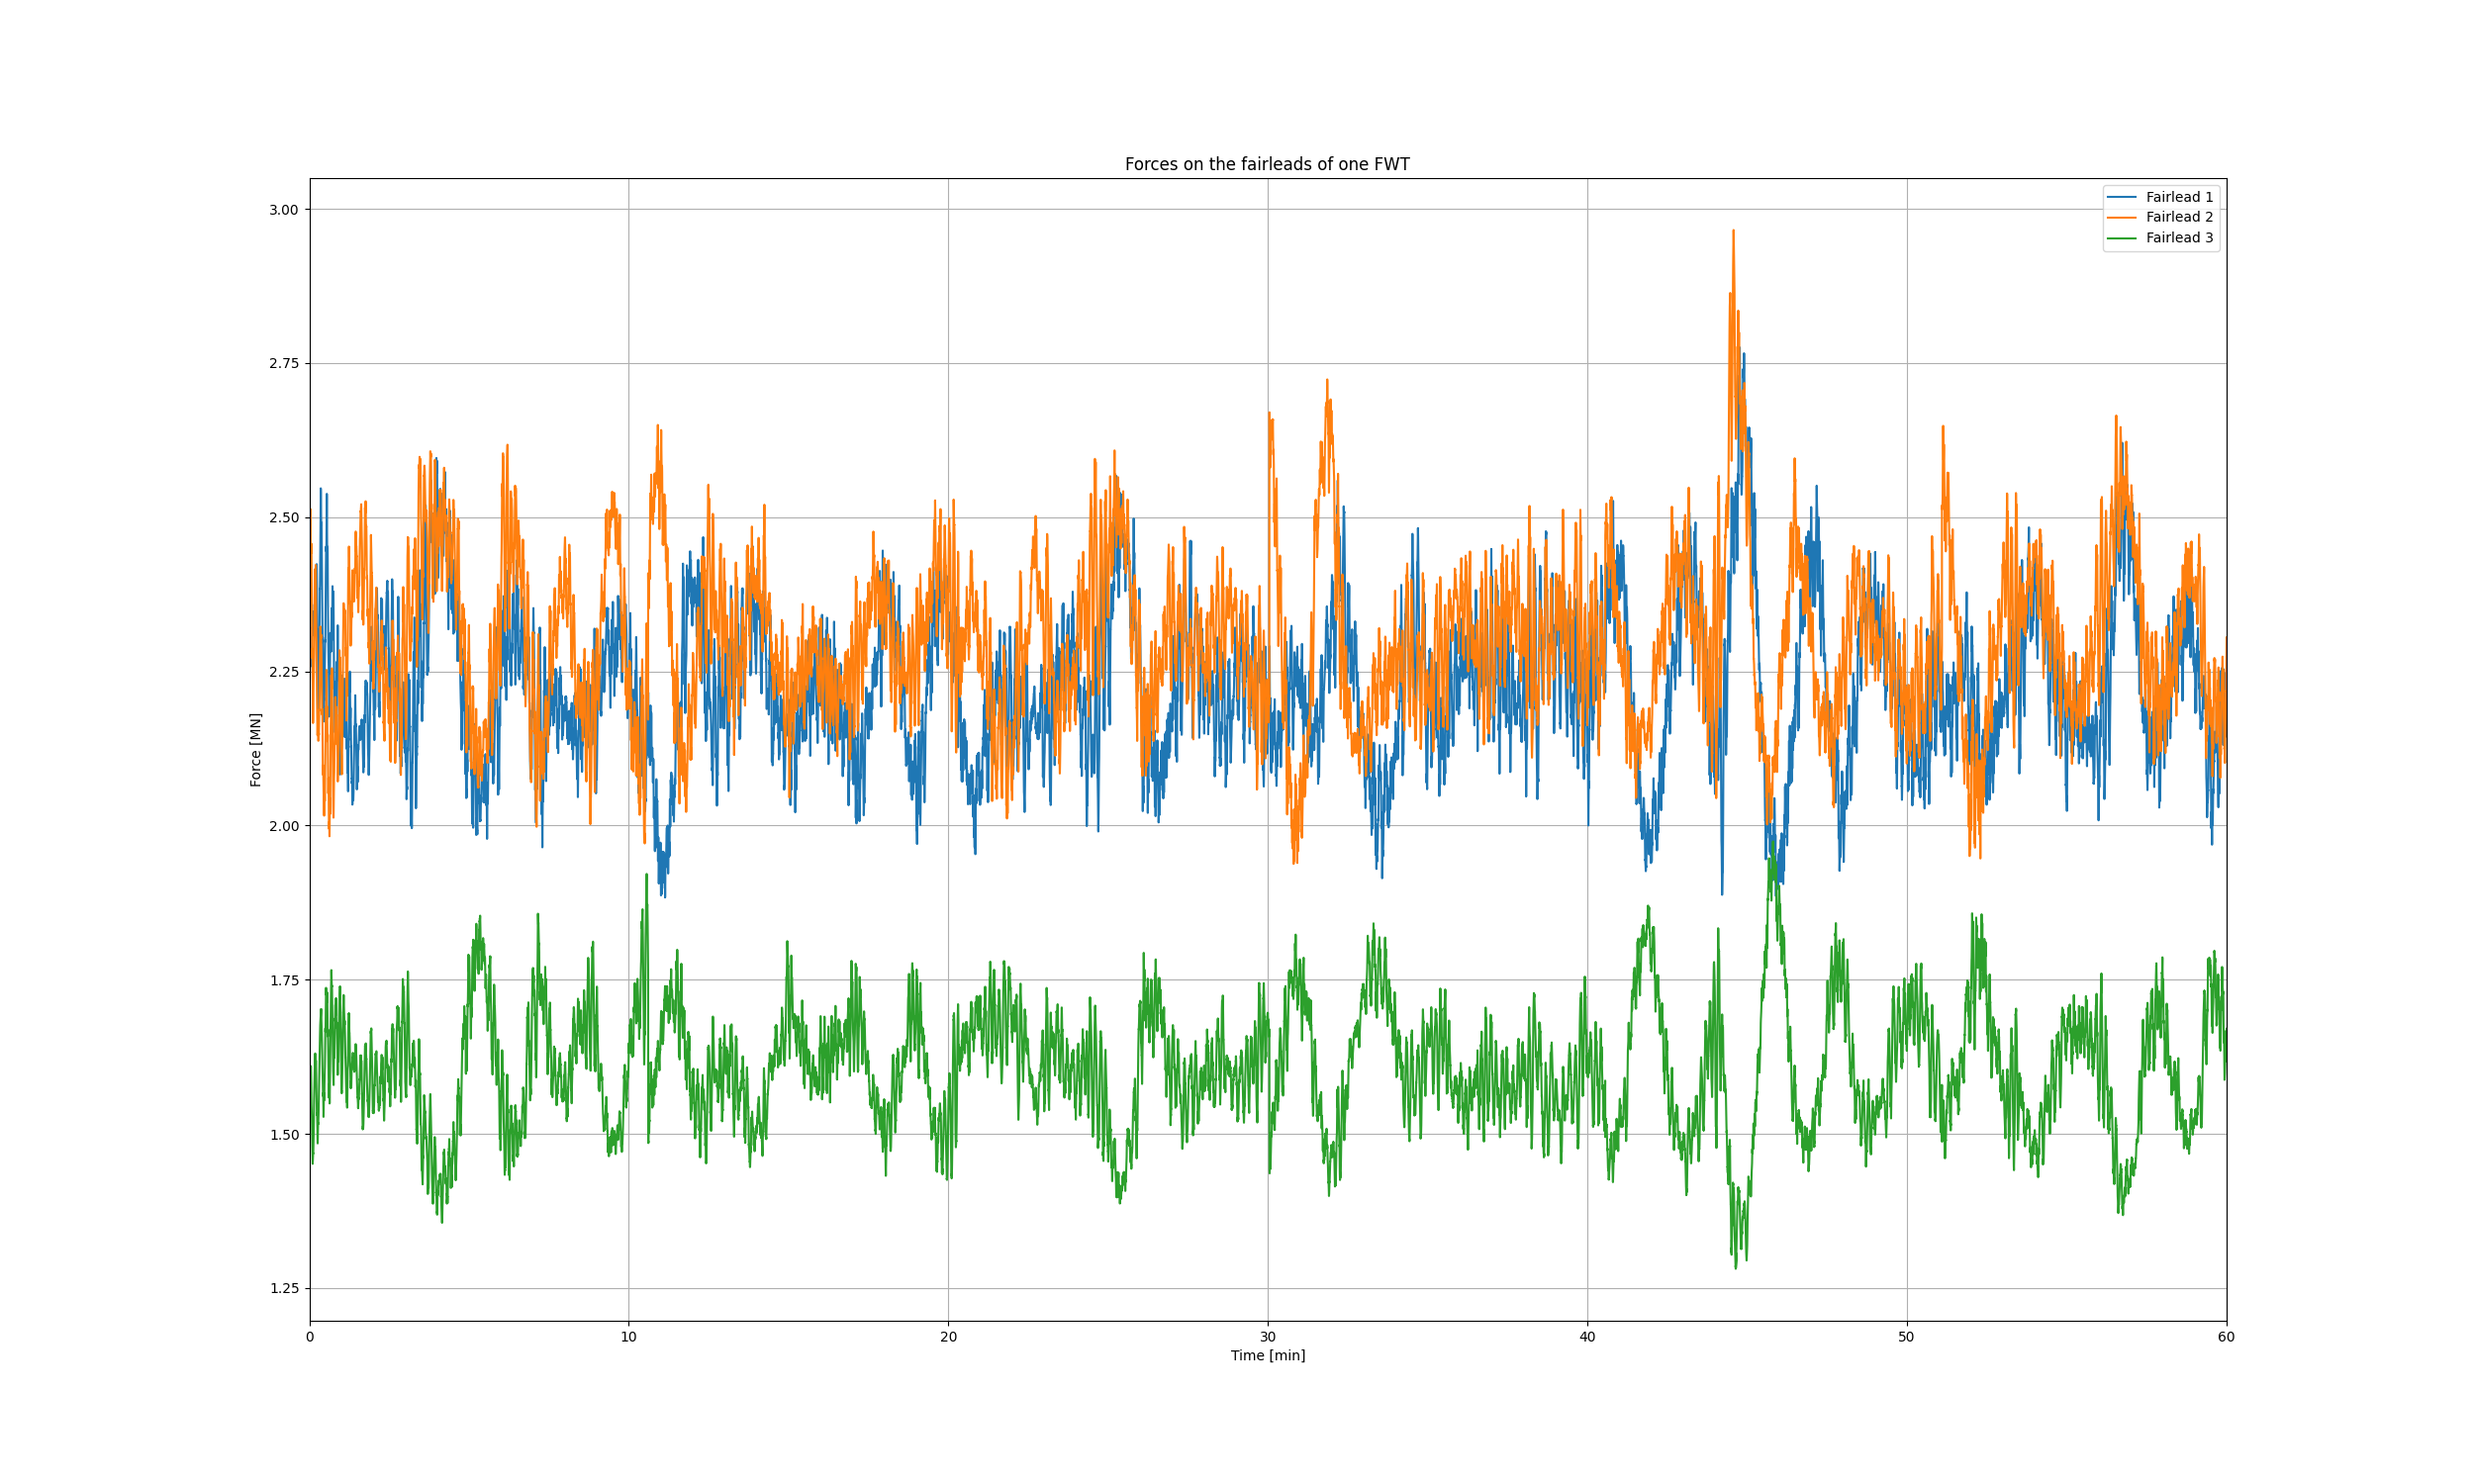 Forces on the fairleads of one FWT
Fairlead 1
Fairlead 2
Fairlead 3
3.00
2.75
2.50
2.25
2.00
1.75
1.50
1.25
Force [MN]
0 10 20 30 40 50 60
Time [min]